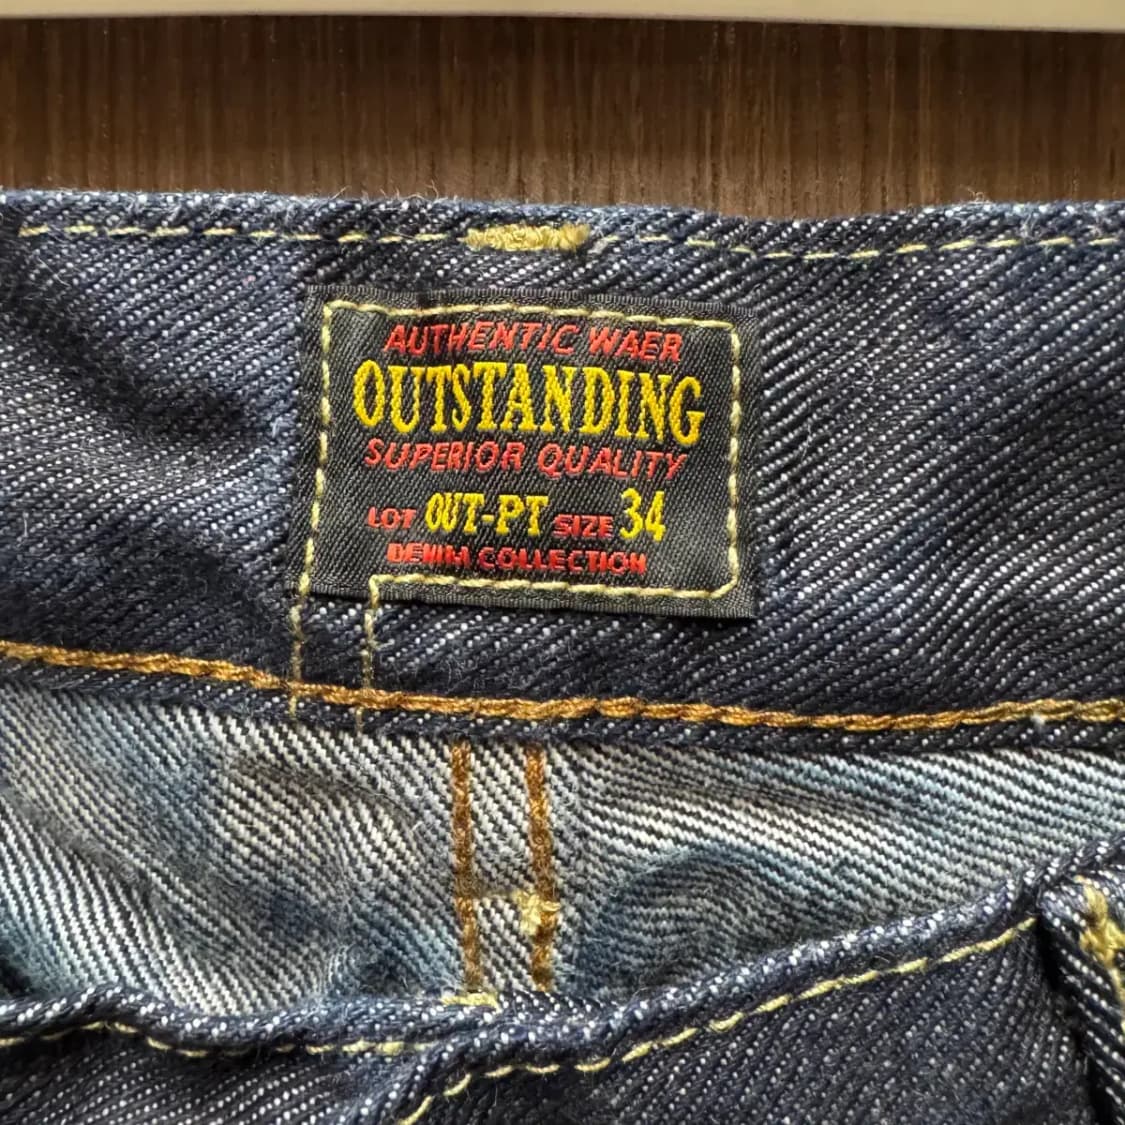 AUTHENTIC WAER
OUTSTANDING
SUPERIOR QUALITY
LOT OUT-PT SIZE 34
DENIM COLLECTION